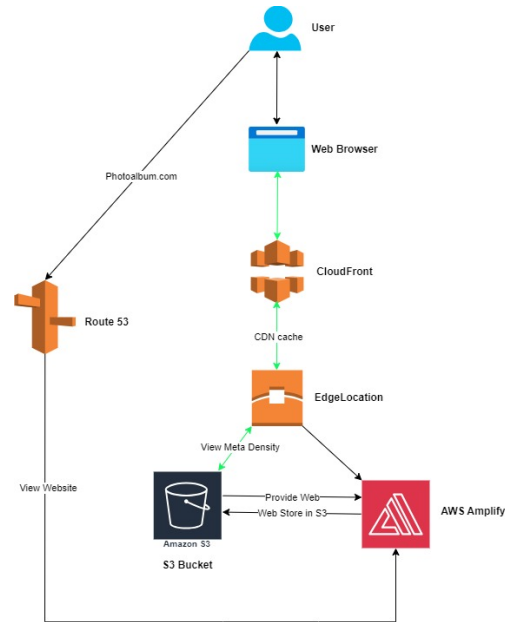 User
Web Browser
Photoalbum.com
CloudFront
Route 53
CDN cache
EdgeLocation
View Meta Density
View Website
Provide Web
Web Store in S3
AWS Amplify
Amazon S3
S3 Bucket